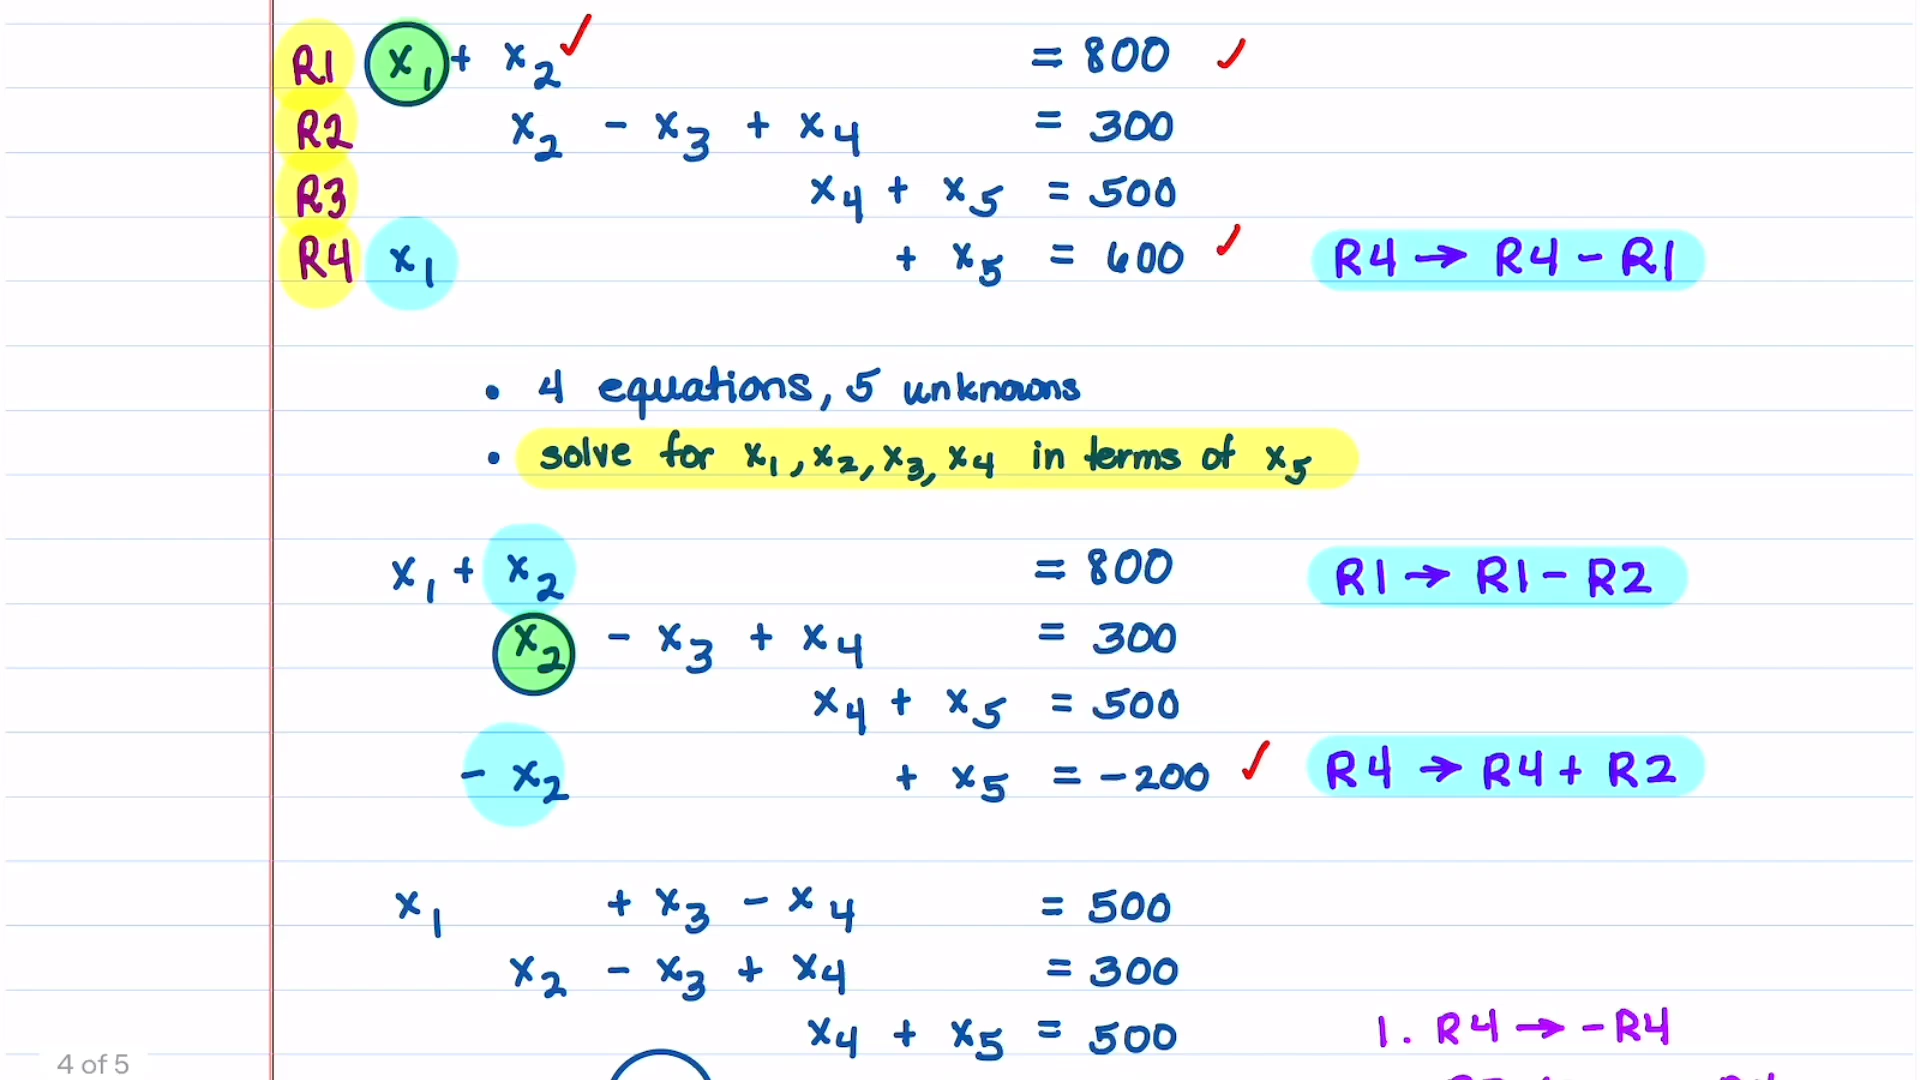 R1 x₁ + x₂ ✓ = 800 ✓
R2 x₂ - x₃ + x₄ = 300
R3 x₄ + x₅ = 500
R4 x₁ + x₅ = 600 ✓ R4 → R4 - R1
• 4 equations, 5 unknowns
• solve for x₁, x₂, x₃, x₄ in terms of x₅
x₁ + x₂ = 800 R1 → R1 - R2
x₂ - x₃ + x₄ = 300
x₄ + x₅ = 500
- x₂ + x₅ = -200 ✓ R4 → R4 + R2
x₁ + x₃ - x₄ = 500
x₂ - x₃ + x₄ = 300
x₄ + x₅ = 500 1. R4 → -R4
4 of 5